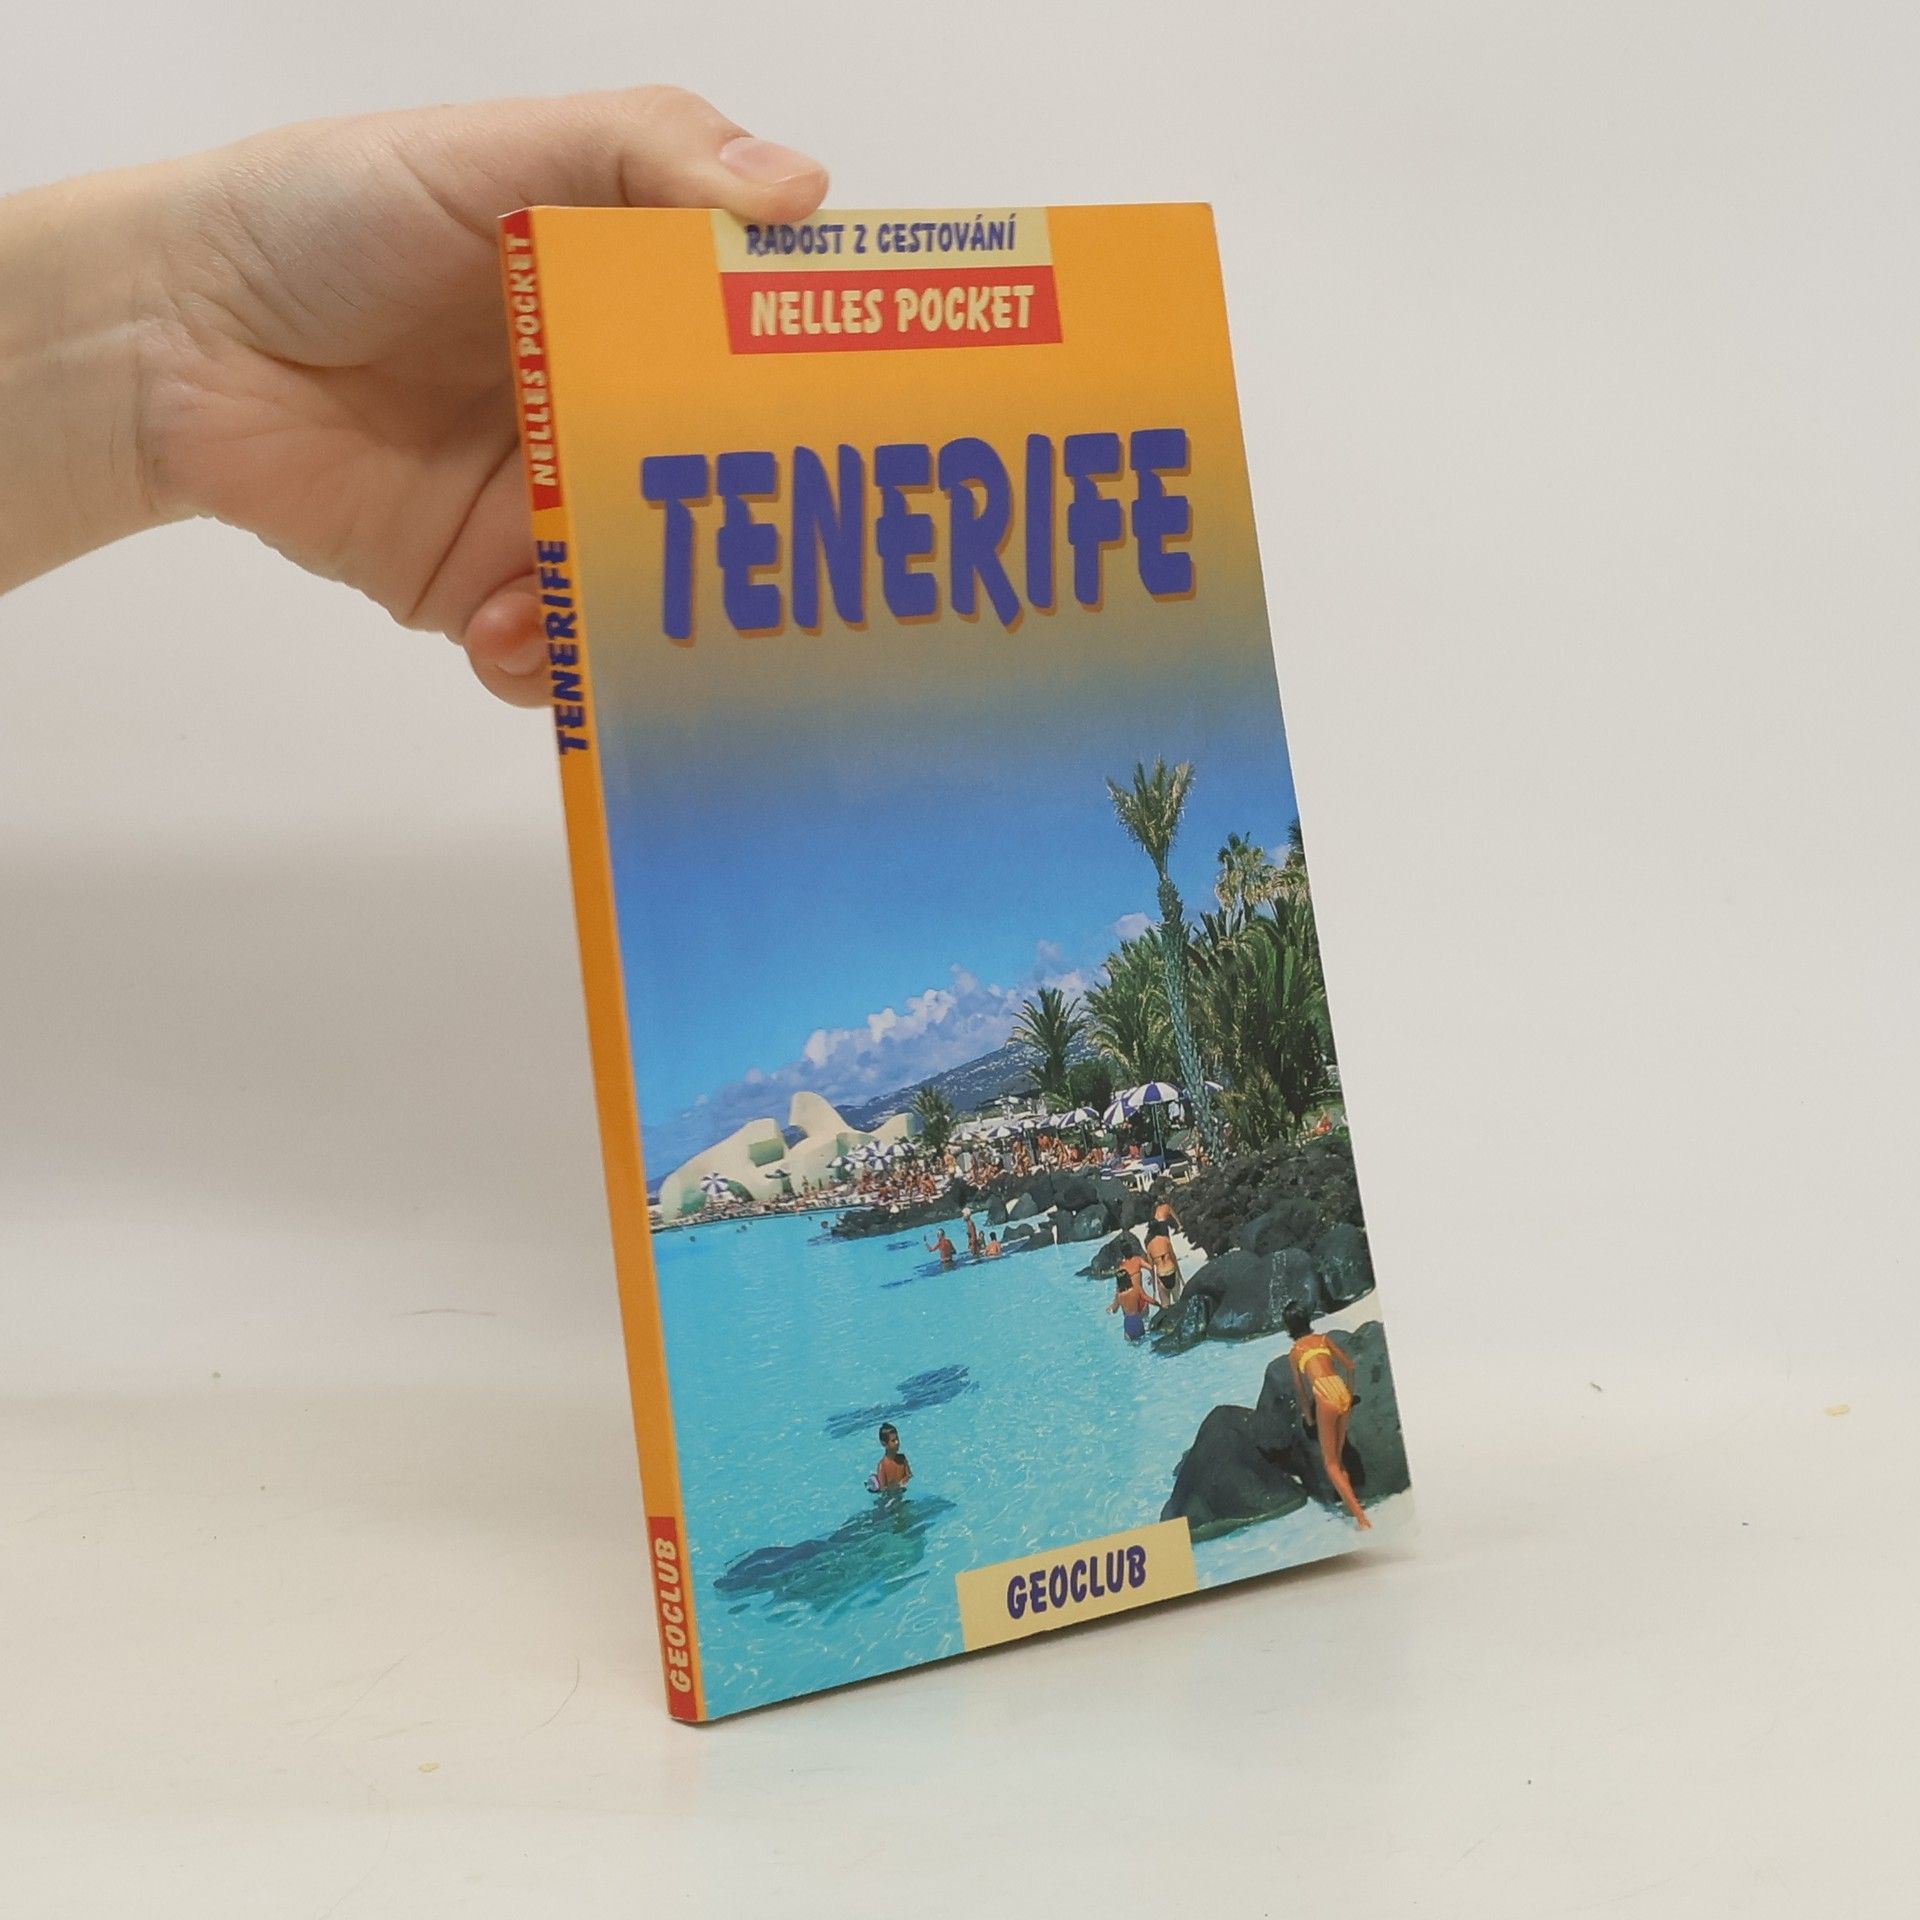 RADOST Z CESTOVÁNÍ
NELLES POCKET
TENERIFE
GEOCLUB
TENERIFE NELLES POCKET
GEOCLUB